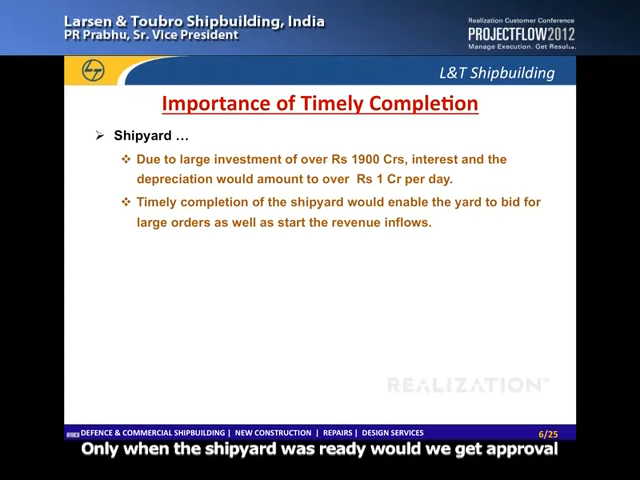 Larsen & Toubro Shipbuilding, India
PR Prabhu, Sr. Vice President
Realization Customer Conference
PROJECTFLOW2012
Manage Execution. Get Results.
L&T Shipbuilding
Importance of Timely Completion
➢ Shipyard …
❖ Due to large investment of over Rs 1900 Crs, interest and the
depreciation would amount to over Rs 1 Cr per day.
❖ Timely completion of the shipyard would enable the yard to bid for
large orders as well as start the revenue inflows.
REALIZATION™
DEFENCE & COMMERCIAL SHIPBUILDING | NEW CONSTRUCTION | REPAIRS | DESIGN SERVICES
6/25
Only when the shipyard was ready would we get approval